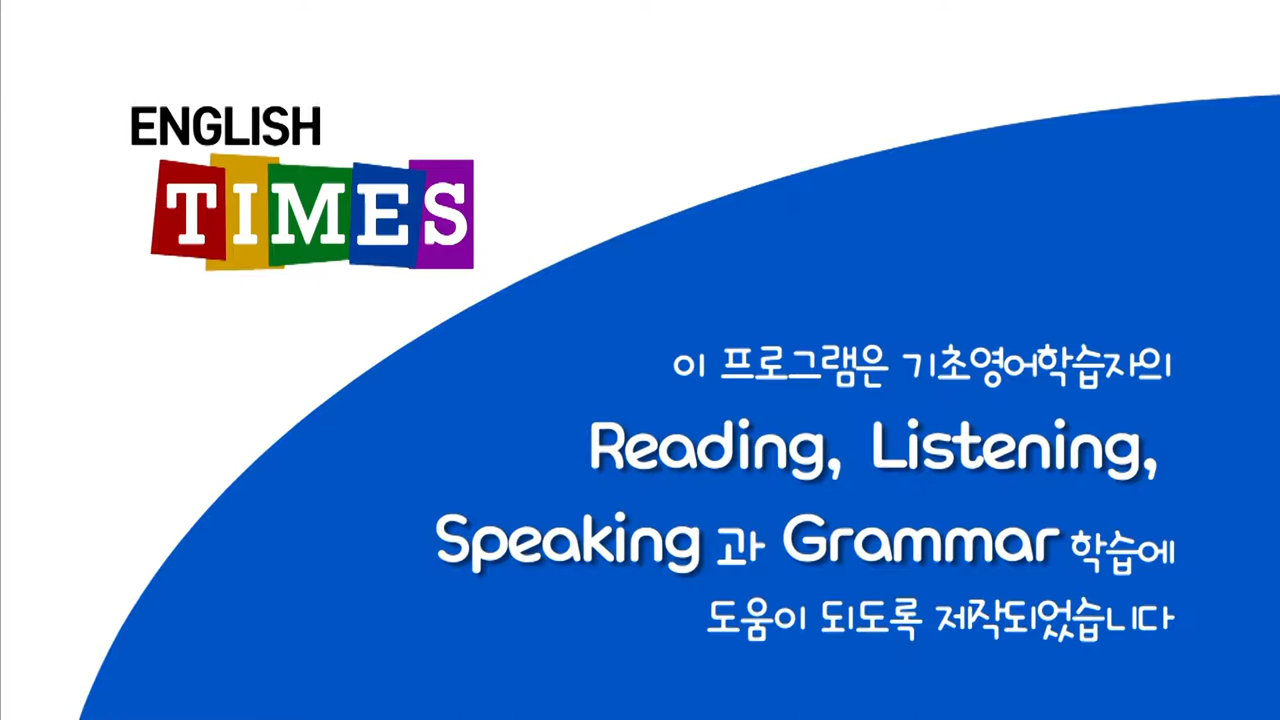 ENGLISH
TIMES
이 프로그램은 기초영어학습자의
Reading, Listening,
Speaking 과 Grammar 학습에
도움이 되도록 제작되었습니다